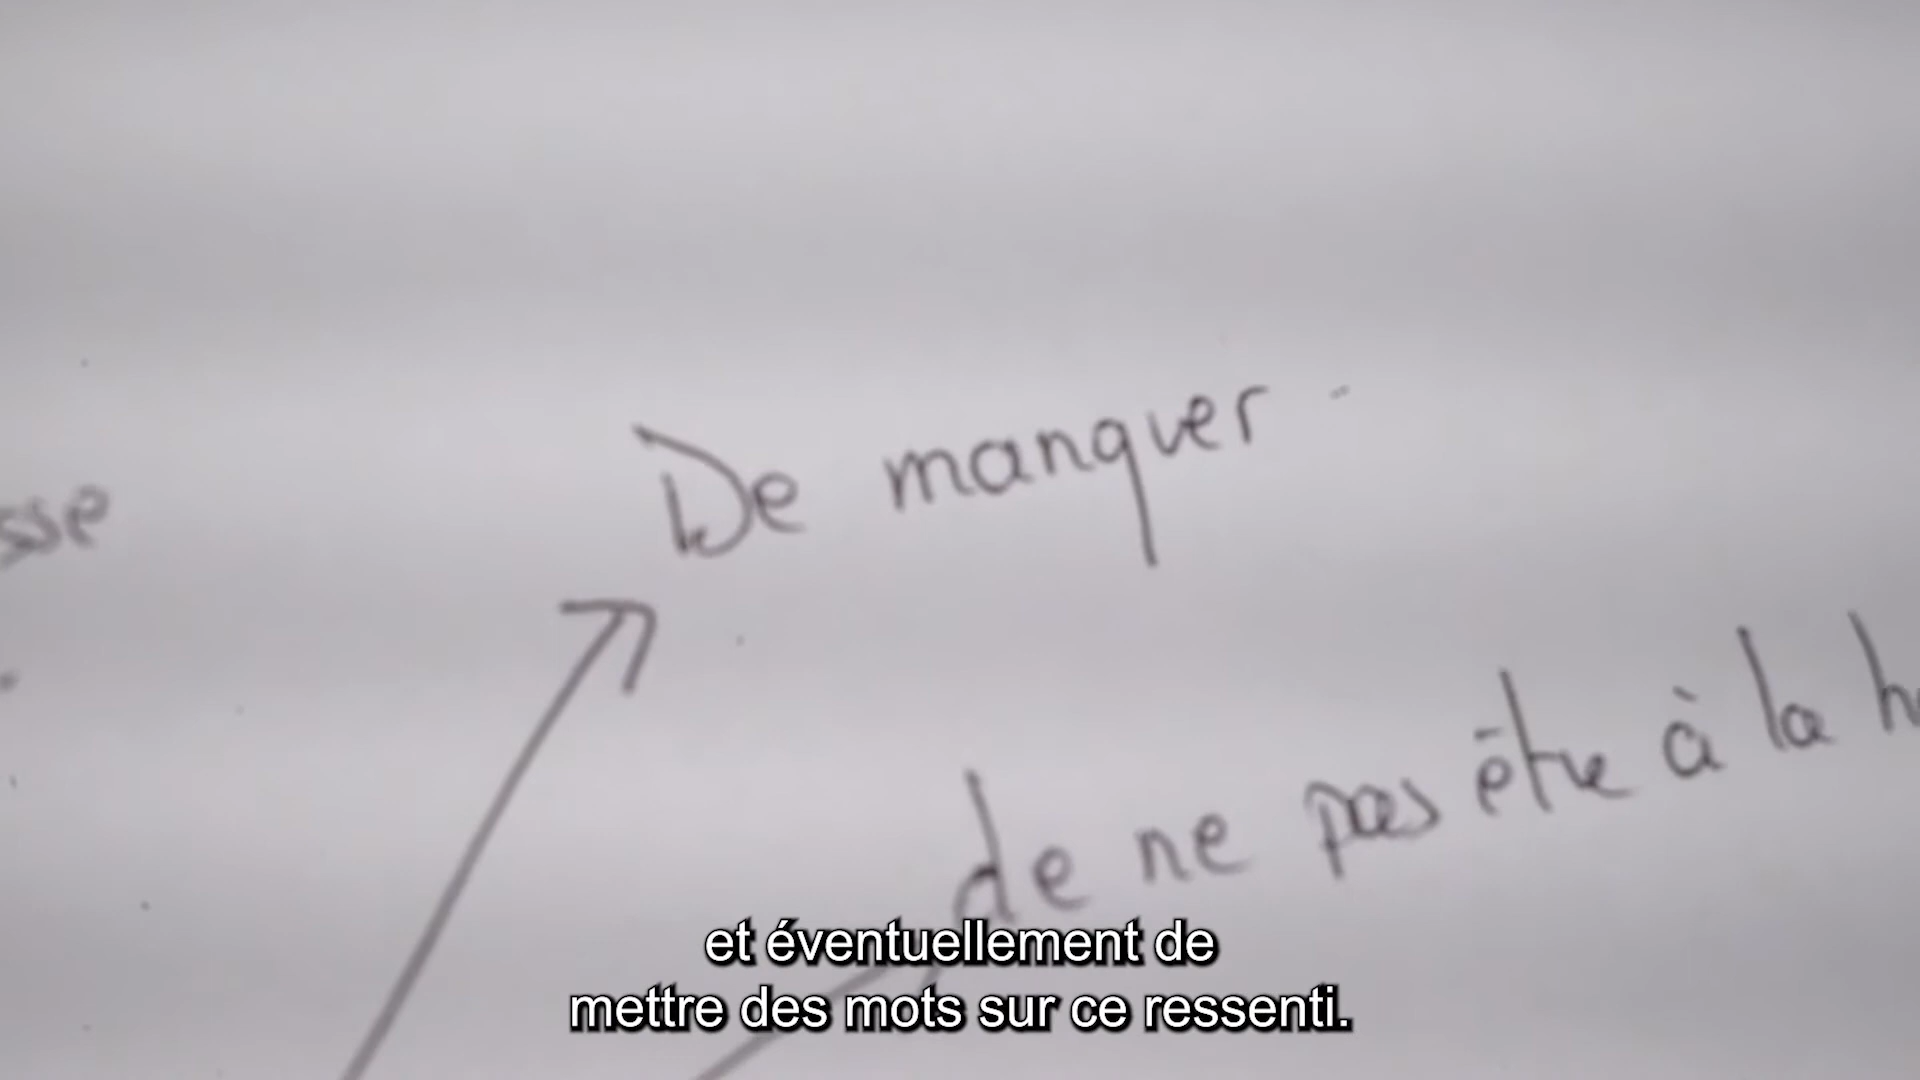 De manquer
sse
de ne pas être à la h
et éventuellement de
mettre des mots sur ce ressenti.